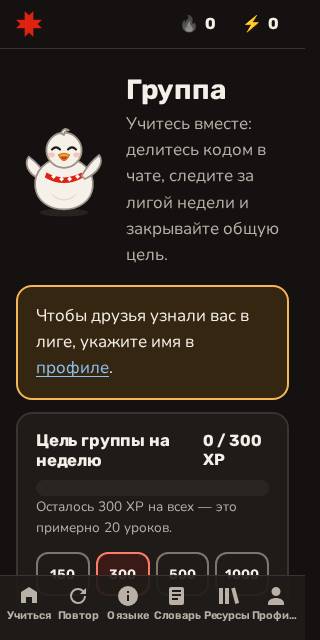 0 0
Группа
Учитесь вместе:
делитесь кодом в
чате, следите за
лигой недели и
закрывайте общую
цель.
Чтобы друзья узнали вас в
лиге, укажите имя в
профиле.
Цель группы на
неделю
0 / 300
XP
Осталось 300 XP на всех — это
примерно 20 уроков.
150 300 500 1000
Учиться Повтор О языке Словарь Ресурсы Профи...